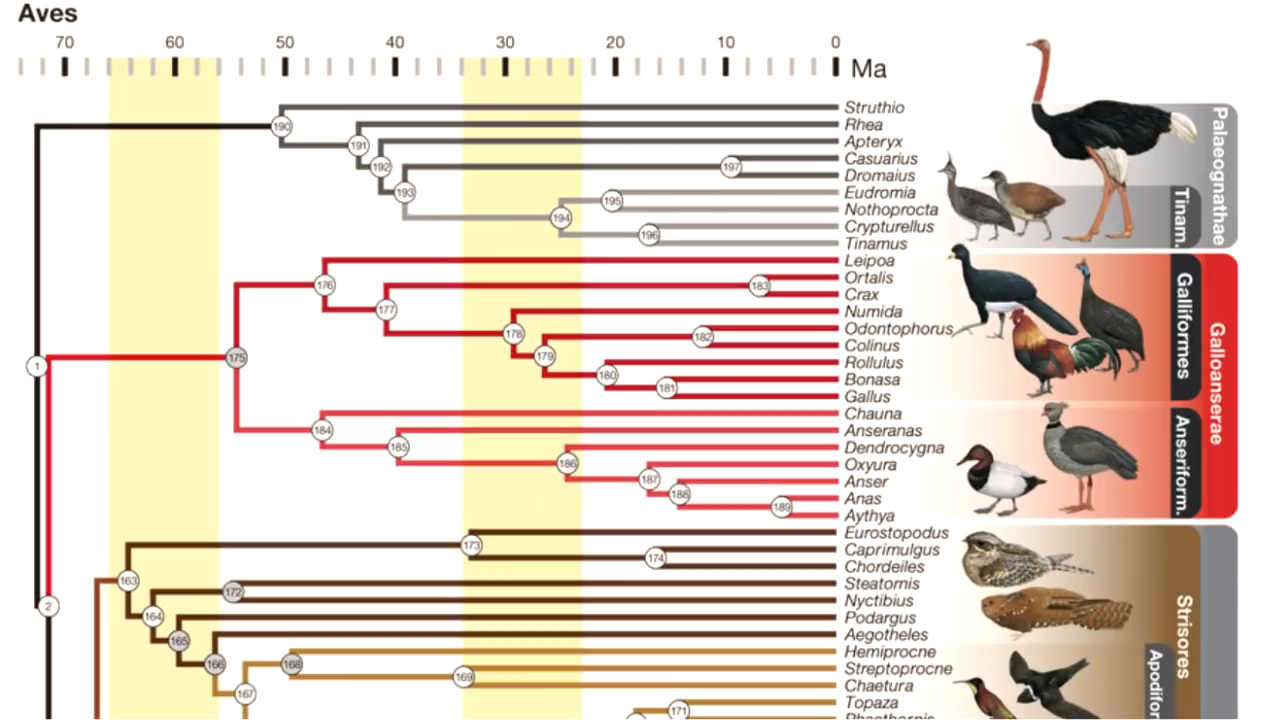 Aves
70 60 50 40 30 20 10 0
Ma
Struthio
190
Rhea
191
Apteryx
192
Casuarius
197
Dromaius
193
Eudromia
195
Nothoprocta
194
Crypturellus
196
Tinamus
Palaeognathae
Tinam.
Leipoa
176
Ortalis
183
Crax
177
Numida
178
Odontophorus
182
Colinus
179
Rollulus
180
Bonasa
181
Gallus
1
175
Galliformes
Galloanserae
Chauna
184
Anseranas
185
Dendrocygna
186
Oxyura
187
Anser
188
Anas
189
Aythya
Anseriform.
Eurostopodus
173
Caprimulgus
174
Chordeiles
163
Steatornis
172
Nyctibius
2
164
Podargus
165
Aegotheles
166
Hemiprocne
168
Streptoprocne
169
Chaetura
167
Topaza
171
Strisores